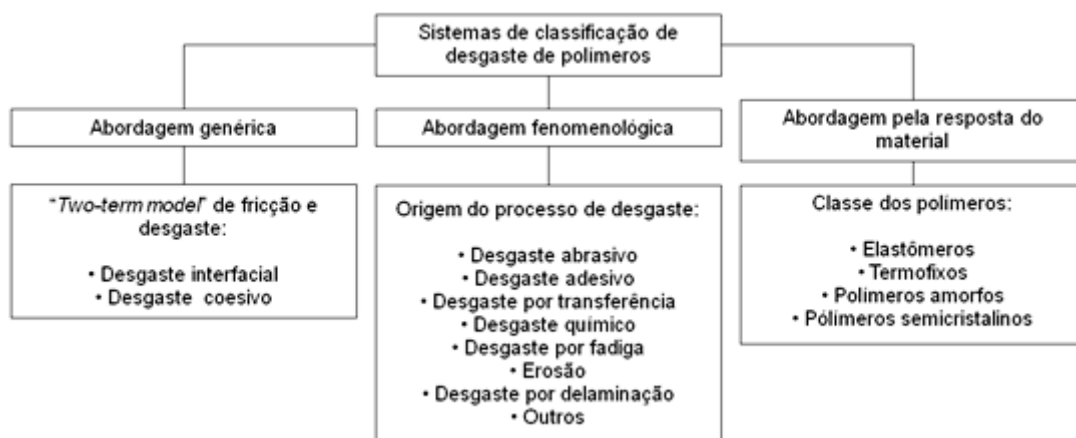 Sistemas de classificação de
desgaste de polímeros
Abordagem genérica
Abordagem fenomenológica
Abordagem pela resposta do
material
"Two-term model" de fricção e
desgaste:
• Desgaste interfacial
• Desgaste coesivo
Origem do processo de desgaste:
• Desgaste abrasivo
• Desgaste adesivo
• Desgaste por transferência
• Desgaste químico
• Desgaste por fadiga
• Erosão
• Desgaste por delaminação
• Outros
Classe dos polímeros:
• Elastômeros
• Termofixos
• Polímeros amorfos
• Pólímeros semicristalinos